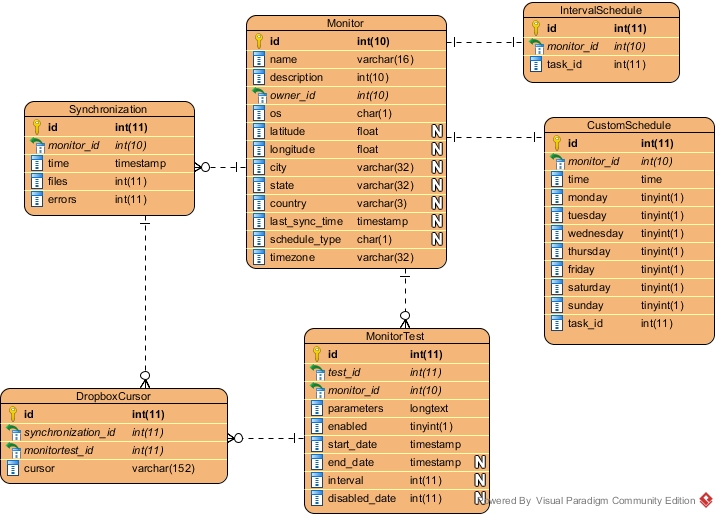 Monitor
id int(10)
name varchar(16)
description int(10)
owner_id int(10)
os char(1)
latitude float N
longitude float N
city varchar(32) N
state varchar(32) N
country varchar(3) N
last_sync_time timestamp N
schedule_type char(1) N
timezone varchar(32)
IntervalSchedule
id int(11)
monitor_id int(10)
task_id int(11)
Synchronization
id int(11)
monitor_id int(10)
time timestamp
files int(11)
errors int(11)
CustomSchedule
id int(11)
monitor_id int(10)
time time
monday tinyint(1)
tuesday tinyint(1)
wednesday tinyint(1)
thursday tinyint(1)
friday tinyint(1)
saturday tinyint(1)
sunday tinyint(1)
task_id int(11)
MonitorTest
id int(11)
test_id int(11)
monitor_id int(10)
parameters longtext
enabled tinyint(1)
start_date timestamp
end_date timestamp N
interval int(11) N
disabled_date int(11) N
DropboxCursor
id int(11)
synchronization_id int(11)
monitortest_id int(11)
cursor varchar(152)
Powered By Visual Paradigm Community Edition